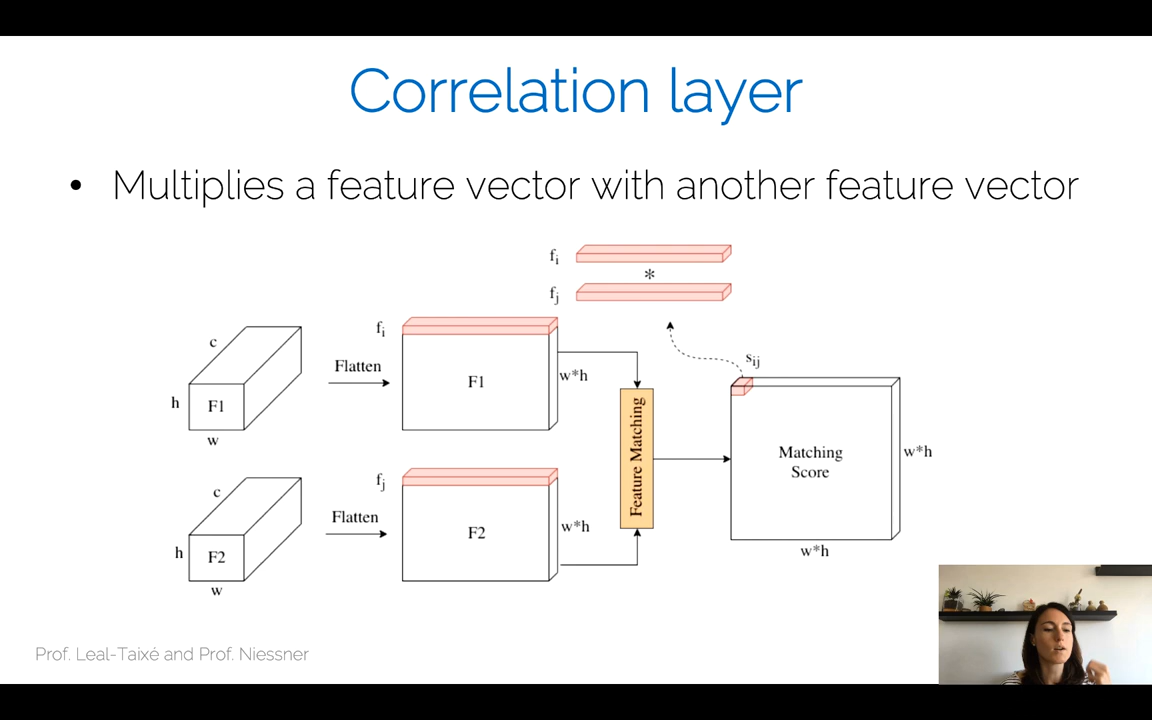 Correlation layer
• Multiplies a feature vector with another feature vector
fi
*
fj
c
h
F1
w
Flatten
fi
F1
w*h
c
h
F2
w
Flatten
fj
F2
w*h
Feature Matching
sij
Matching
Score
w*h
w*h
Prof. Leal-Taixé and Prof. Niessner